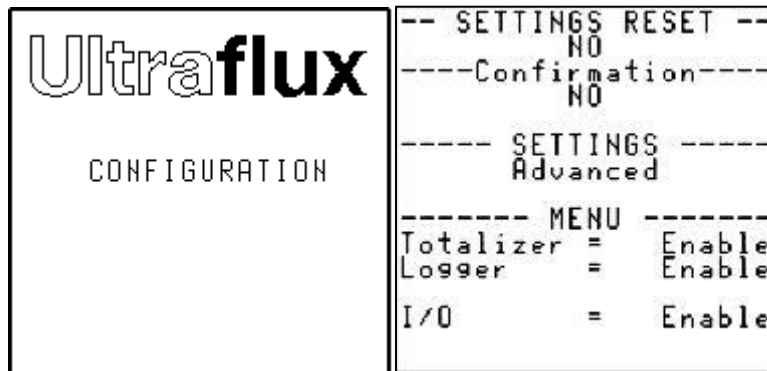 Ultraflux
CONFIGURATION
-- SETTINGS RESET --
NO
----Confirmation----
NO
----- SETTINGS -----
Advanced
------- MENU -------
Totalizer = Enable
Logger = Enable
I/O = Enable